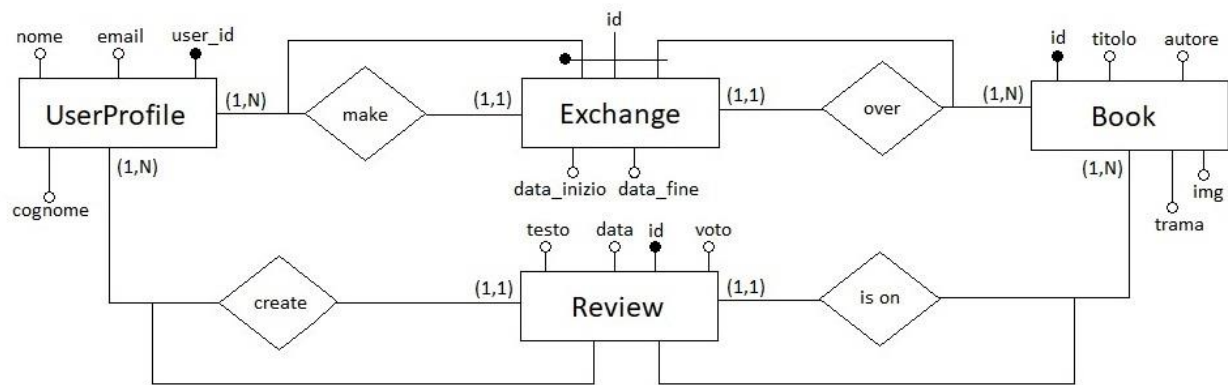 id
nome email user_id
id titolo autore
UserProfile (1,N) make (1,1) Exchange (1,1) over (1,N) Book
(1,N) (1,N)
cognome data_inizio data_fine img
trama
testo data id voto
create (1,1) Review (1,1) is on